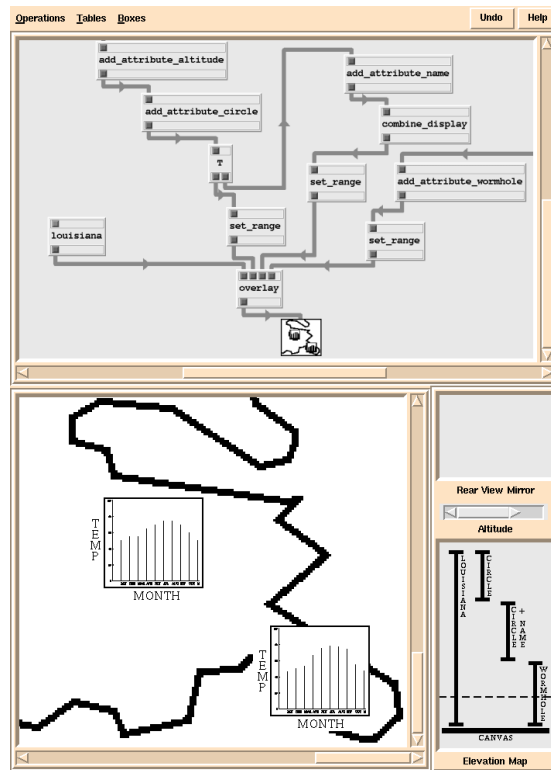 Operations Tables Boxes Undo Help
add_attribute_altitude
add_attribute_name
add_attribute_circle
combine_display
T
set_range
add_attribute_wormhole
louisiana
set_range
set_range
overlay
TEMP
MONTH
TEMP
MONTH
Rear View Mirror
Altitude
LOUISIANA
CIRCLE
CIRCLE
+ NAME
WORMHOLE
CANVAS
Elevation Map